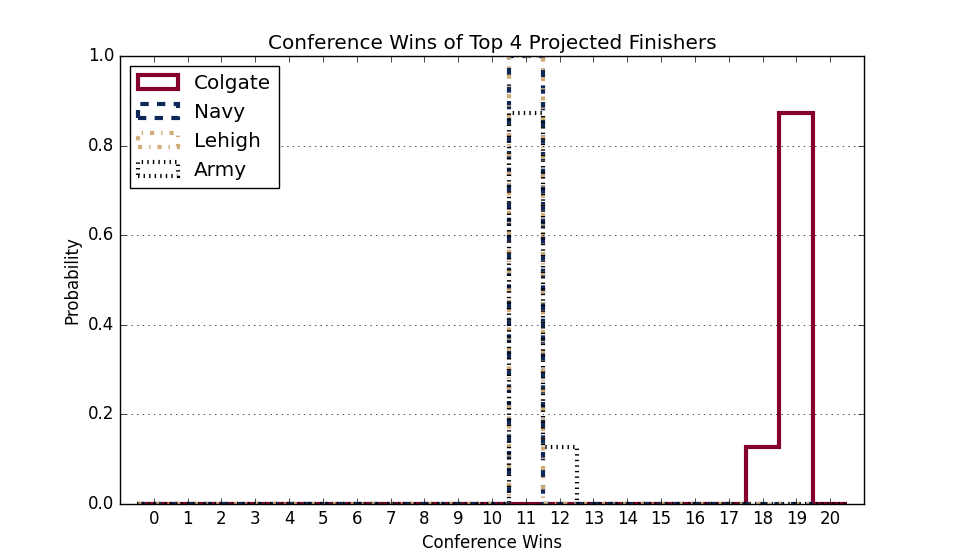 Conference Wins of Top 4 Projected Finishers
1.0
0.8
0.6
0.4
0.2
0.0
Probability
Colgate
Navy
Lehigh
Army
0 1 2 3 4 5 6 7 8 9 10 11 12 13 14 15 16 17 18 19 20
Conference Wins